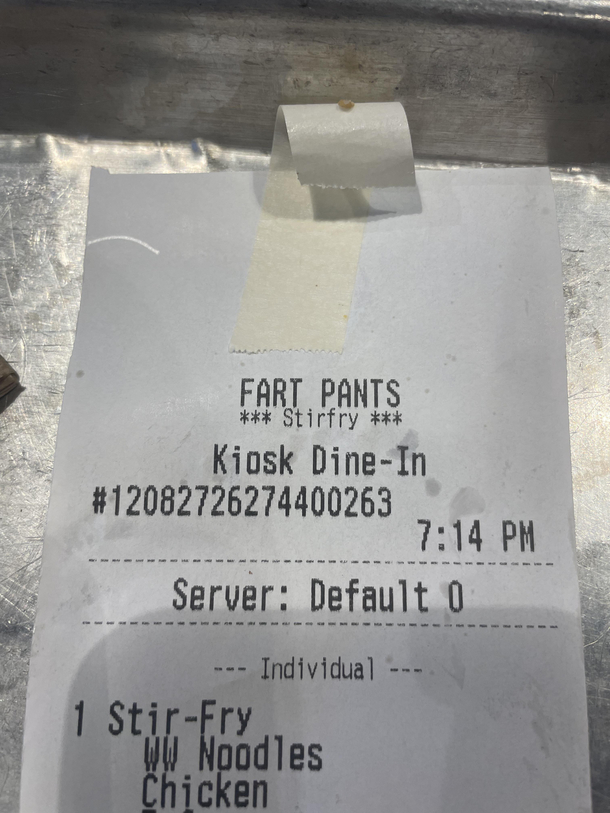 FART PANTS
*** Stirfry ***
Kiosk Dine-In
#12082726274400263
7:14 PM
Server: Default 0
--- Individual ---
1 Stir-Fry
WW Noodles
Chicken